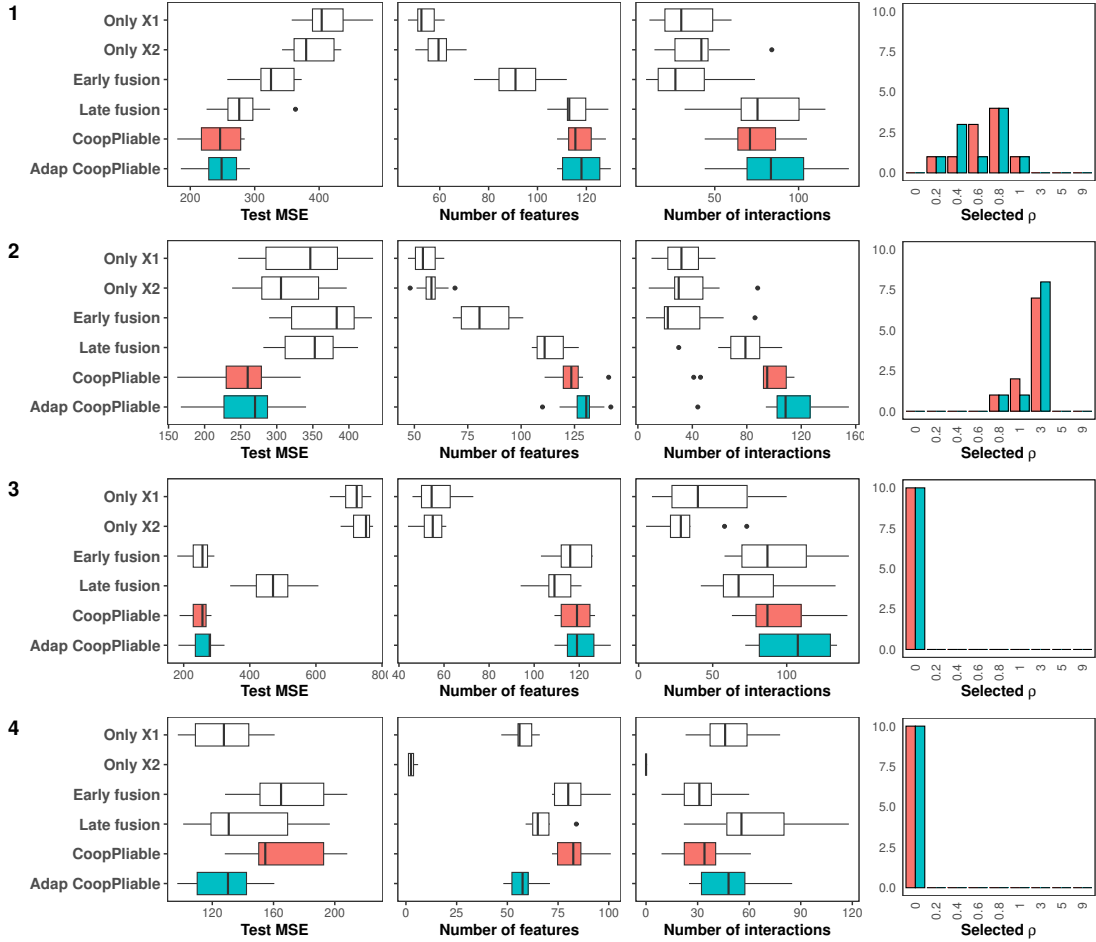 1
Only X1
Only X2
Early fusion
Late fusion
CoopPliable
Adap CoopPliable
200 300 400
Test MSE
60 80 100 120
Number of features
50 100
Number of interactions
10.0
7.5
5.0
2.5
0.0
0 0.2 0.4 0.6 0.8 1 3 5 9
Selected ρ
2
Only X1
Only X2
Early fusion
Late fusion
CoopPliable
Adap CoopPliable
150 200 250 300 350 400
Test MSE
50 75 100 125
Number of features
0 40 80 120 160
Number of interactions
10.0
7.5
5.0
2.5
0.0
0 0.2 0.4 0.6 0.8 1 3 5 9
Selected ρ
3
Only X1
Only X2
Early fusion
Late fusion
CoopPliable
Adap CoopPliable
200 400 600 80
Test MSE
40 60 80 100 120
Number of features
0 50 100
Number of interactions
10.0
7.5
5.0
2.5
0.0
0 0.2 0.4 0.6 0.8 1 3 5 9
Selected ρ
4
Only X1
Only X2
Early fusion
Late fusion
CoopPliable
Adap CoopPliable
120 160 200
Test MSE
0 25 50 75 100
Number of features
0 30 60 90 120
Number of interactions
10.0
7.5
5.0
2.5
0.0
0 0.2 0.4 0.6 0.8 1 3 5 9
Selected ρ